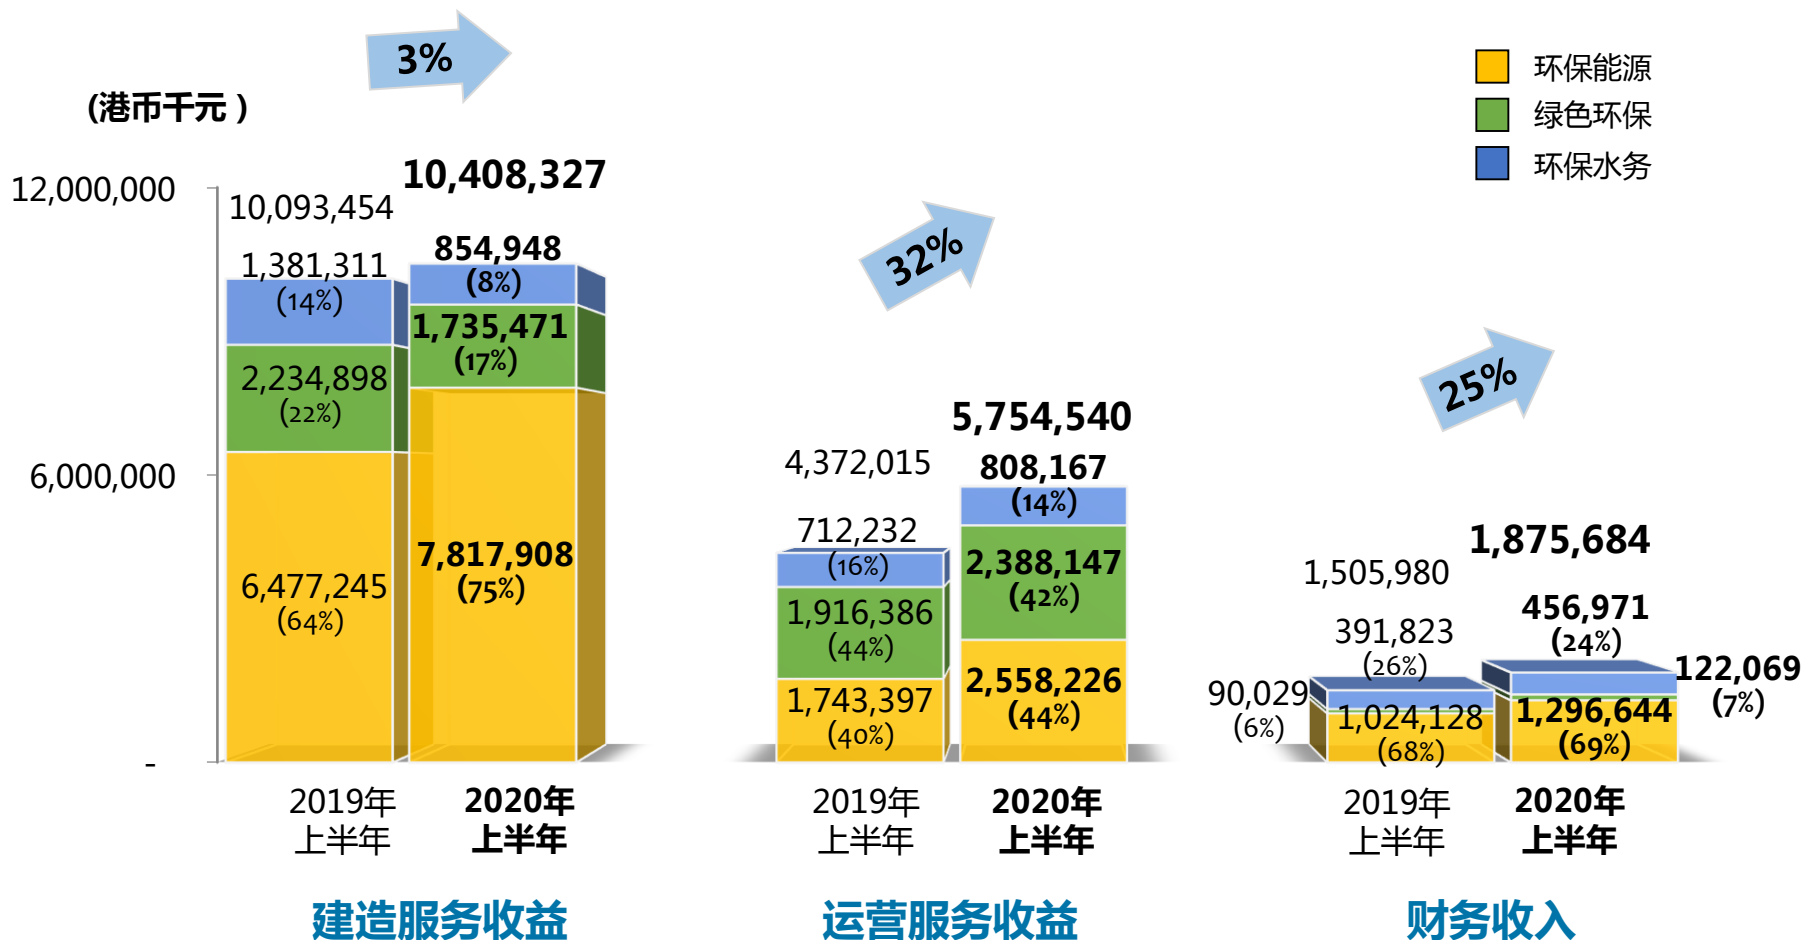 3%
(港币千元）
环保能源
绿色环保
环保水务
12,000,000
6,000,000
-
10,093,454
1,381,311
(14%)
2,234,898
(22%)
6,477,245
(64%)
10,408,327
854,948
(8%)
1,735,471
(17%)
7,817,908
(75%)
32%
4,372,015
712,232
(16%)
1,916,386
(44%)
1,743,397
(40%)
5,754,540
808,167
(14%)
2,388,147
(42%)
2,558,226
(44%)
25%
1,505,980
391,823
(26%)
90,029
(6%)
1,024,128
(68%)
1,875,684
456,971
(24%)
122,069
(7%)
1,296,644
(69%)
2019年
上半年
2020年
上半年
2019年
上半年
2020年
上半年
2019年
上半年
2020年
上半年
建造服务收益
运营服务收益
财务收入